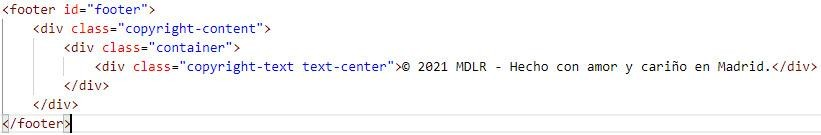 <footer id="footer">
<div class="copyright-content">
<div class="container">
<div class="copyright-text text-center">© 2021 MDLR - Hecho con amor y cariño en Madrid.</div>
</div>
</div>
</footer>